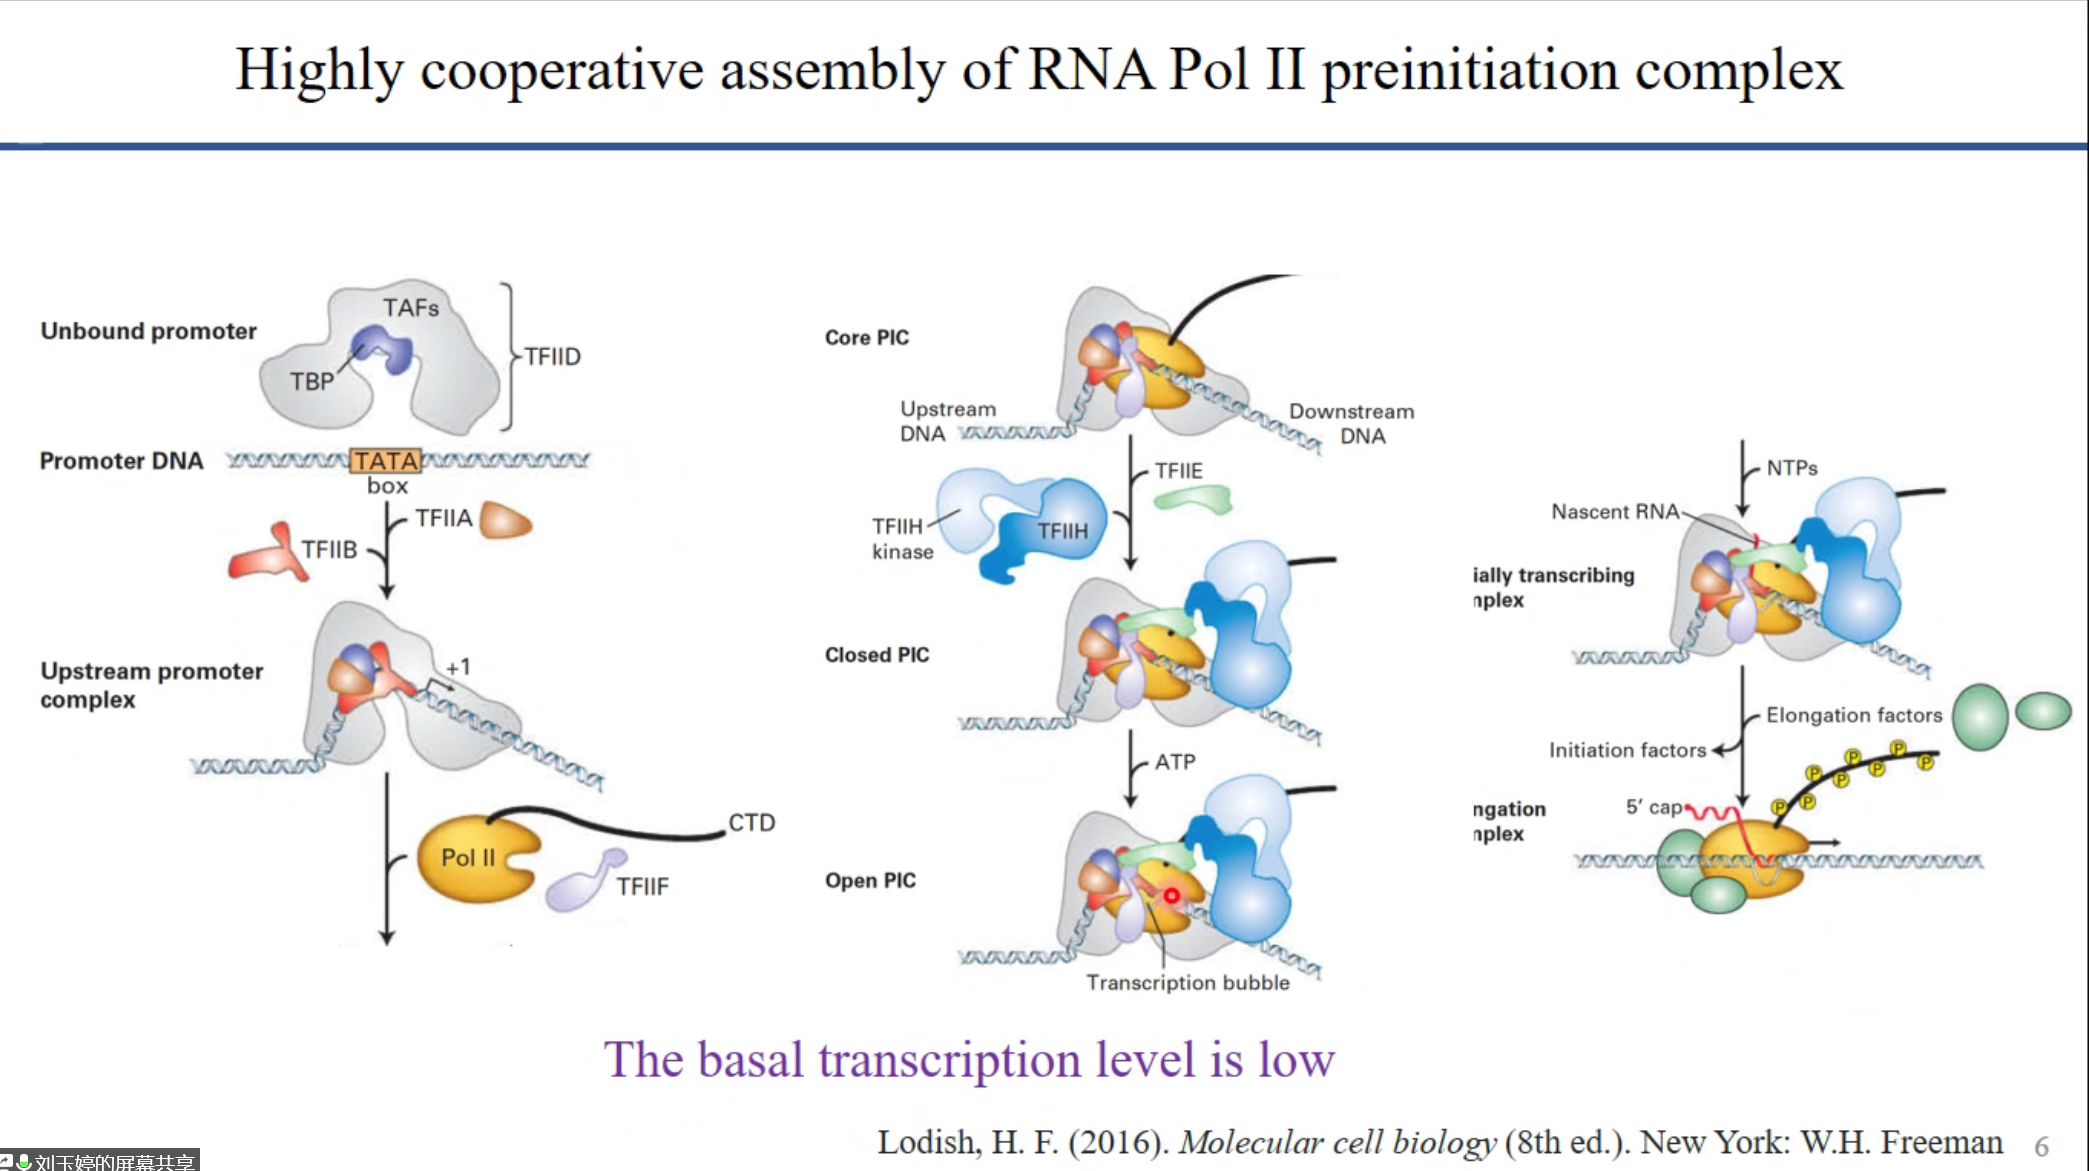 Highly cooperative assembly of RNA Pol II preinitiation complex
Unbound promoter
TAFs
TBP
TFIID
Promoter DNA
TATA
box
TFIIA
TFIIB
Upstream promoter
complex
+1
Pol II
CTD
TFIIF
Core PIC
Upstream
DNA
Downstream
DNA
TFIIE
TFIIH
kinase
TFIIH
Closed PIC
ATP
Open PIC
Transcription bubble
NTPs
Nascent RNA
ially transcribing
nplex
Elongation factors
Initiation factors
P P P P P P P P
5′ cap
ngation
nplex
The basal transcription level is low
Lodish, H. F. (2016). Molecular cell biology (8th ed.). New York: W.H. Freeman
6
刘玉婷的屏幕共享